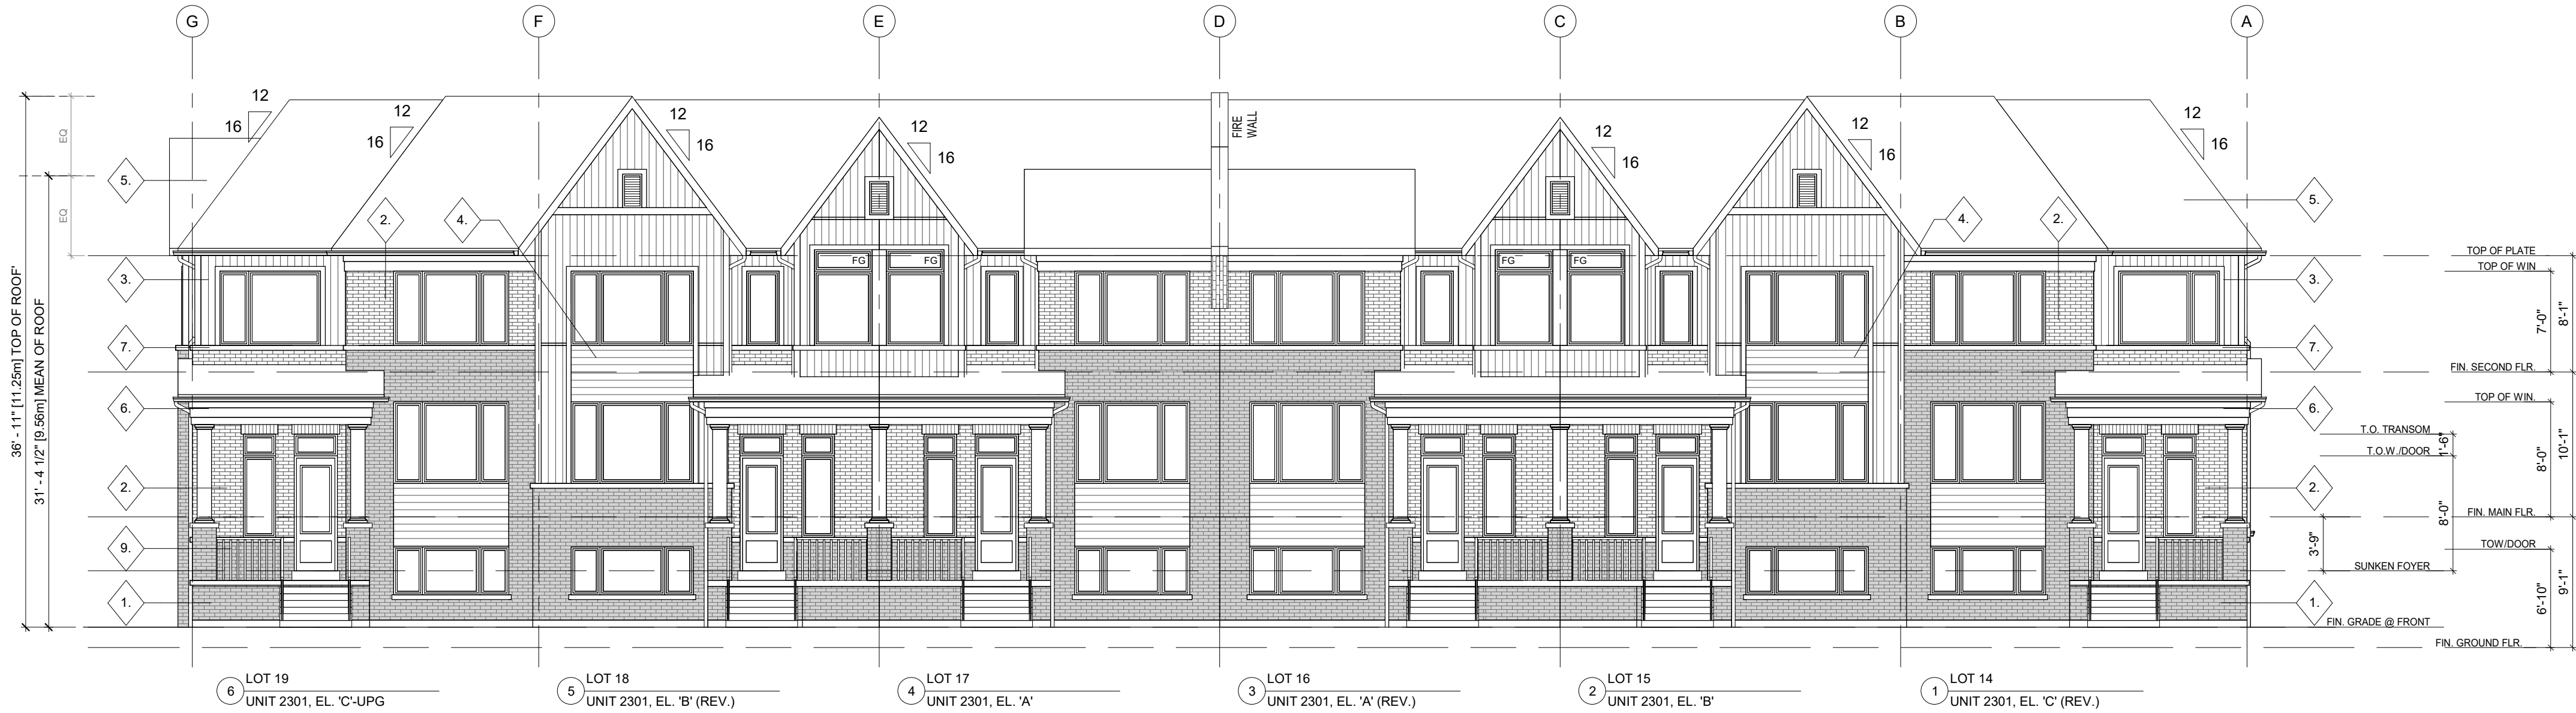 G
F
E
D
C
B
A
12
16
12
16
12
16
12
16
FIRE
WALL
12
16
12
16
12
16
36' - 11" [11.25m] TOP OF ROOF'
31' - 4 1/2" [9.56m] MEAN OF ROOF
EQ
EQ
5.
2.
4.
3.
7.
6.
2.
9.
1.
FG
FG
FG
FG
4.
2.
5.
3.
7.
6.
2.
1.
TOP OF PLATE
TOP OF WIN
FIN. SECOND FLR.
TOP OF WIN.
T.O. TRANSOM
T.O.W./DOOR
FIN. MAIN FLR.
TOW/DOOR
SUNKEN FOYER
FIN. GRADE @ FRONT
FIN. GROUND FLR.
7'-0"
8'-1"
1'-6"
8'-0"
10'-1"
8'-0"
3'-9"
6'-10"
9'-1"
6
LOT 19
UNIT 2301, EL. 'C'-UPG
5
LOT 18
UNIT 2301, EL. 'B' (REV.)
4
LOT 17
UNIT 2301, EL. 'A'
3
LOT 16
UNIT 2301, EL. 'A' (REV.)
2
LOT 15
UNIT 2301, EL. 'B'
1
LOT 14
UNIT 2301, EL. 'C' (REV.)